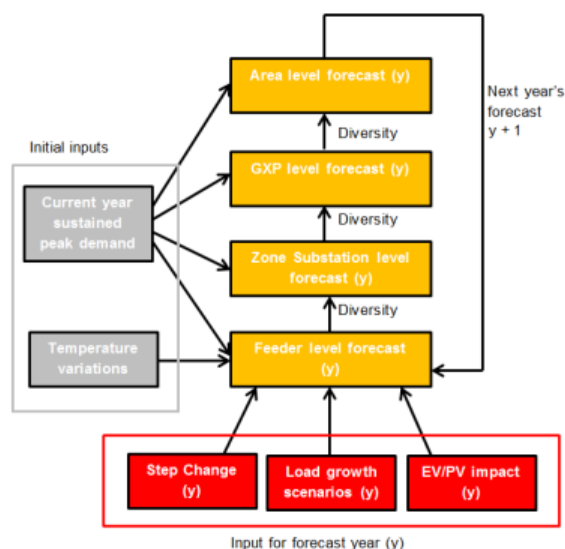 Area level forecast (y)
Next year's
forecast
y + 1
Diversity
Initial inputs
GXP level forecast (y)
Current year
sustained
peak demand
Diversity
Zone Substation level
forecast (y)
Diversity
Temperature
variations
Feeder level forecast
(y)
Step Change
(y)
Load growth
scenarios (y)
EV/PV impact
(y)
Input for forecast year (y)